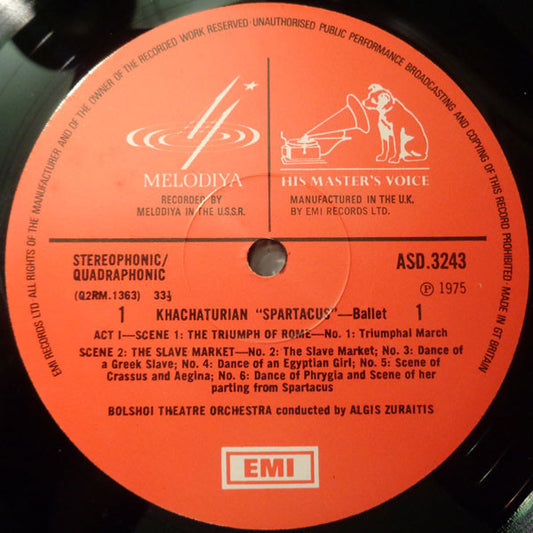 EMI RECORDS LTD ALL RIGHTS OF THE MANUFACTURER AND OF THE OWNER OF THE RECORDED WORK RESERVED · UNAUTHORISED PUBLIC PERFORMANCE BROADCASTING AND COPYING OF THIS RECORD PROHIBITED MADE IN GT BRITAIN
MELODIYA
RECORDED BY
MELODIYA IN THE U.S.S.R.
HIS MASTER'S VOICE
MANUFACTURED IN THE U.K.
BY EMI RECORDS LTD.
STEREOPHONIC/
QUADRAPHONIC
(Q2RM.1363) 33⅓
ASD.3243
Ⓟ 1975
1 KHACHATURIAN "SPARTACUS"—Ballet 1
ACT I—SCENE 1: THE TRIUMPH OF ROME—No. 1: Triumphal March
SCENE 2: THE SLAVE MARKET—No. 2: The Slave Market; No. 3: Dance of
a Greek Slave; No. 4: Dance of an Egyptian Girl; No. 5: Scene of
Crassus and Aegina; No. 6: Dance of Phrygia and Scene of her
parting from Spartacus
BOLSHOI THEATRE ORCHESTRA conducted by ALGIS ZURAITIS
EMI